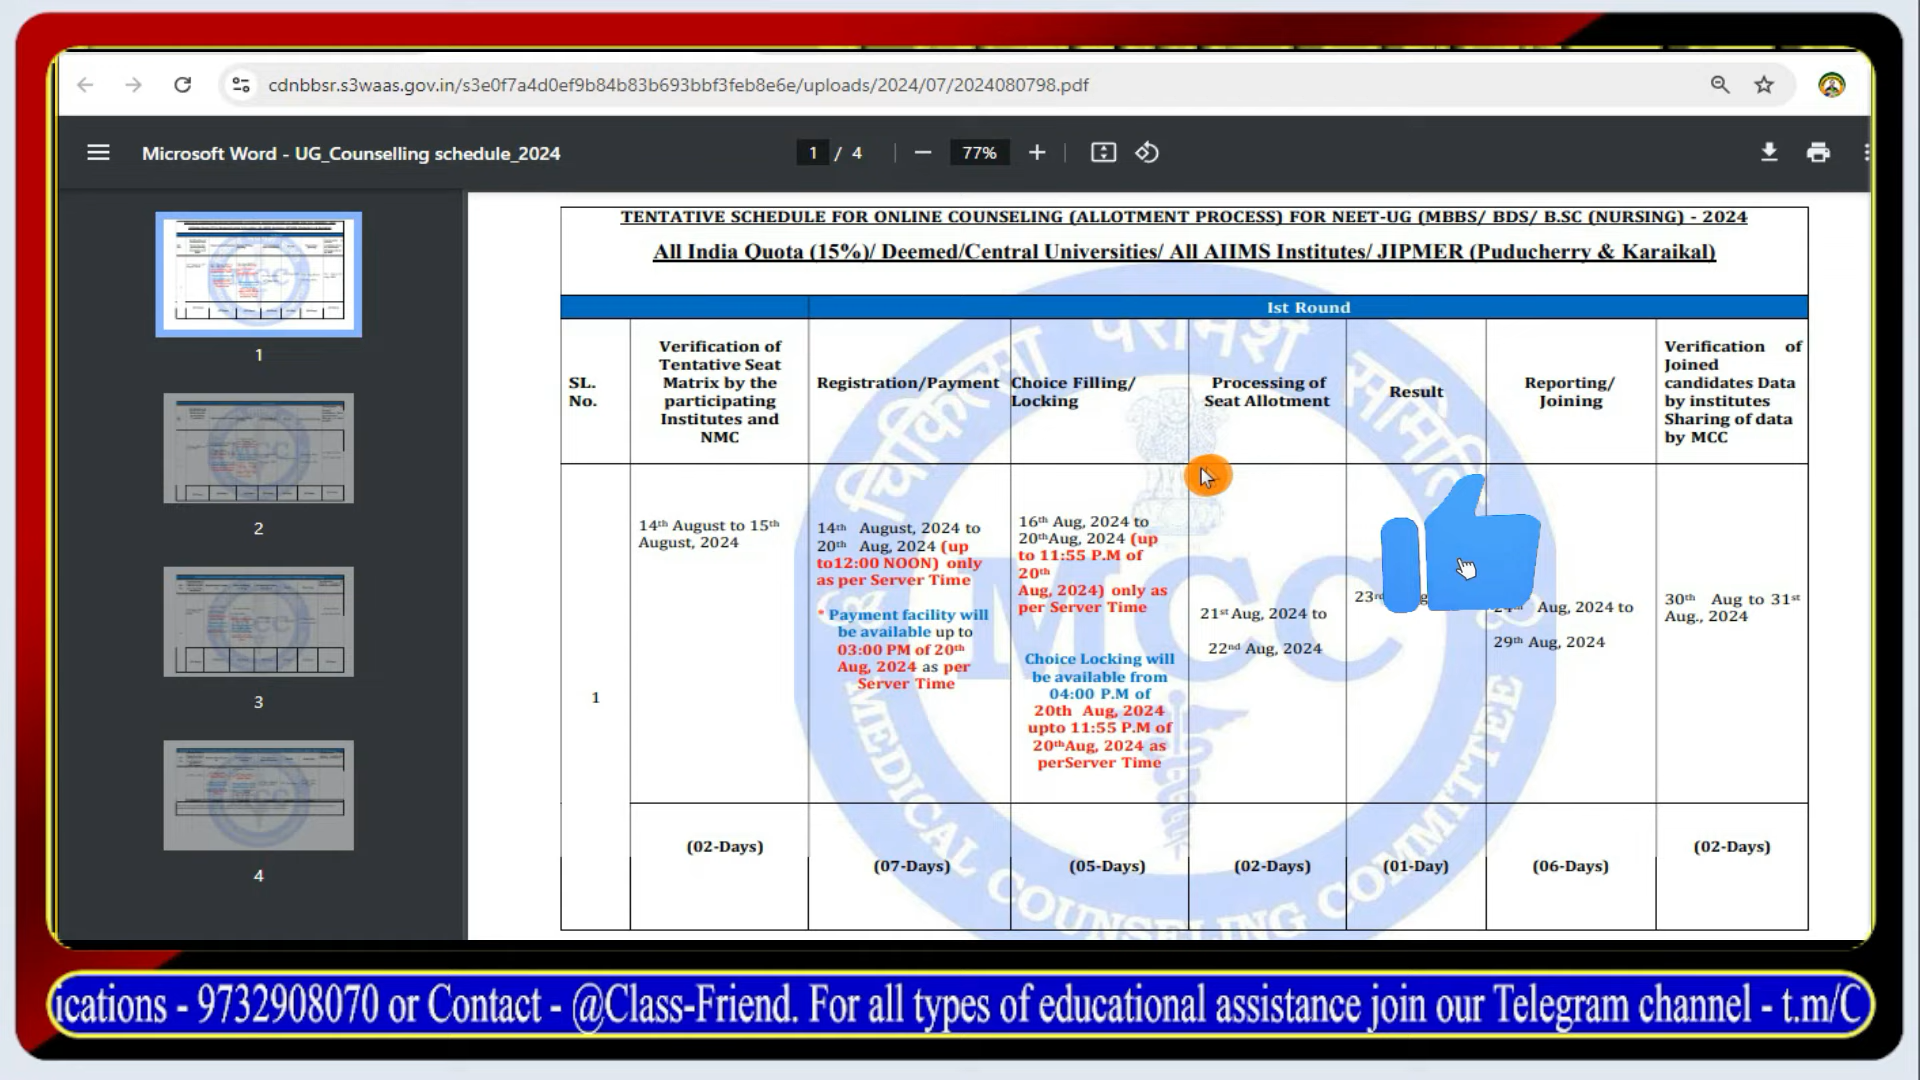 cdnbbsr.s3waas.gov.in/s3e0f7a4d0ef9b84b83b693bbf3feb8e6e/uploads/2024/07/2024080798.pdf
Microsoft Word - UG_Counselling schedule_2024
1 / 4
77%
1
2
3
4
TENTATIVE SCHEDULE FOR ONLINE COUNSELING (ALLOTMENT PROCESS) FOR NEET-UG (MBBS/ BDS/ B.SC (NURSING) - 2024
All India Quota (15%)/ Deemed/Central Universities/ All AIIMS Institutes/ JIPMER (Puducherry & Karaikal)
Ist Round
SL.
No.
Verification of
Tentative Seat
Matrix by the
participating
Institutes and
NMC
Registration/Payment
Choice Filling/
Locking
Processing of
Seat Allotment
Result
Reporting/
Joining
Verification of
Joined
candidates Data
by institutes
Sharing of data
by MCC
1
14th August to 15th
August, 2024
14th August, 2024 to
20th Aug, 2024 (up
to12:00 NOON) only
as per Server Time
* Payment facility will
be available up to
03:00 PM of 20th
Aug, 2024 as per
Server Time
16th Aug, 2024 to
20thAug, 2024 (up
to 11:55 P.M of
20th
Aug, 2024) only as
per Server Time
Choice Locking will
be available from
04:00 P.M of
20th Aug, 2024
upto 11:55 P.M of
20thAug, 2024 as
perServer Time
21st Aug, 2024 to
22nd Aug, 2024
23rd
Aug, 2024 to
29th Aug, 2024
30th Aug to 31st
Aug., 2024
(02-Days)
(07-Days)
(05-Days)
(02-Days)
(01-Day)
(06-Days)
(02-Days)
चिकित्सा परामर्श समिति
MCC
MEDICAL COUNSELING COMMITTEE
ications - 9732908070 or Contact - @Class-Friend. For all types of educational assistance join our Telegram channel - t.m/C